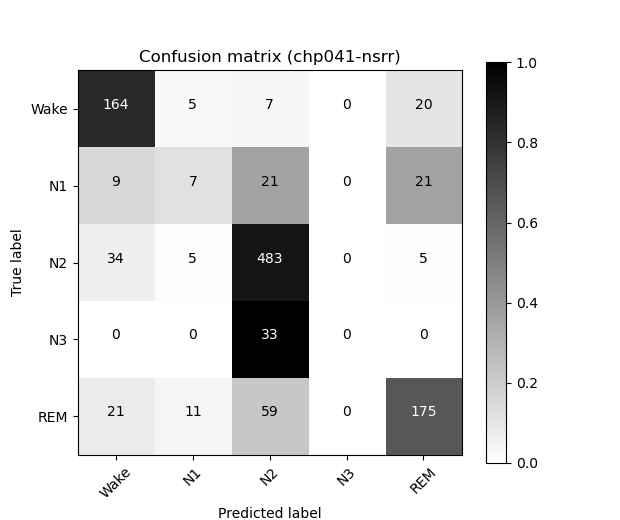 Confusion matrix (chp041-nsrr)
True label
Wake 164 5 7 0 20
N1 9 7 21 0 21
N2 34 5 483 0 5
N3 0 0 33 0 0
REM 21 11 59 0 175
Wake N1 N2 N3 REM
Predicted label
1.0
0.8
0.6
0.4
0.2
0.0